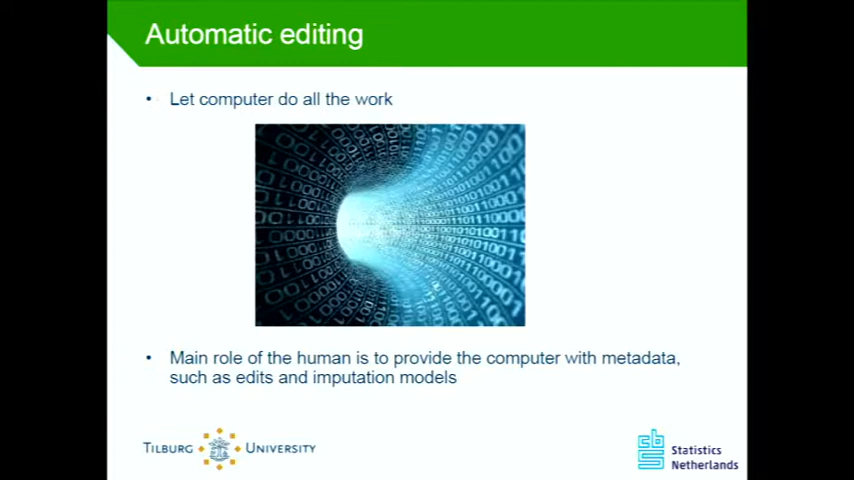 Automatic editing
• Let computer do all the work
• Main role of the human is to provide the computer with metadata,
such as edits and imputation models
TILBURG UNIVERSITY
cbs
Statistics
Netherlands